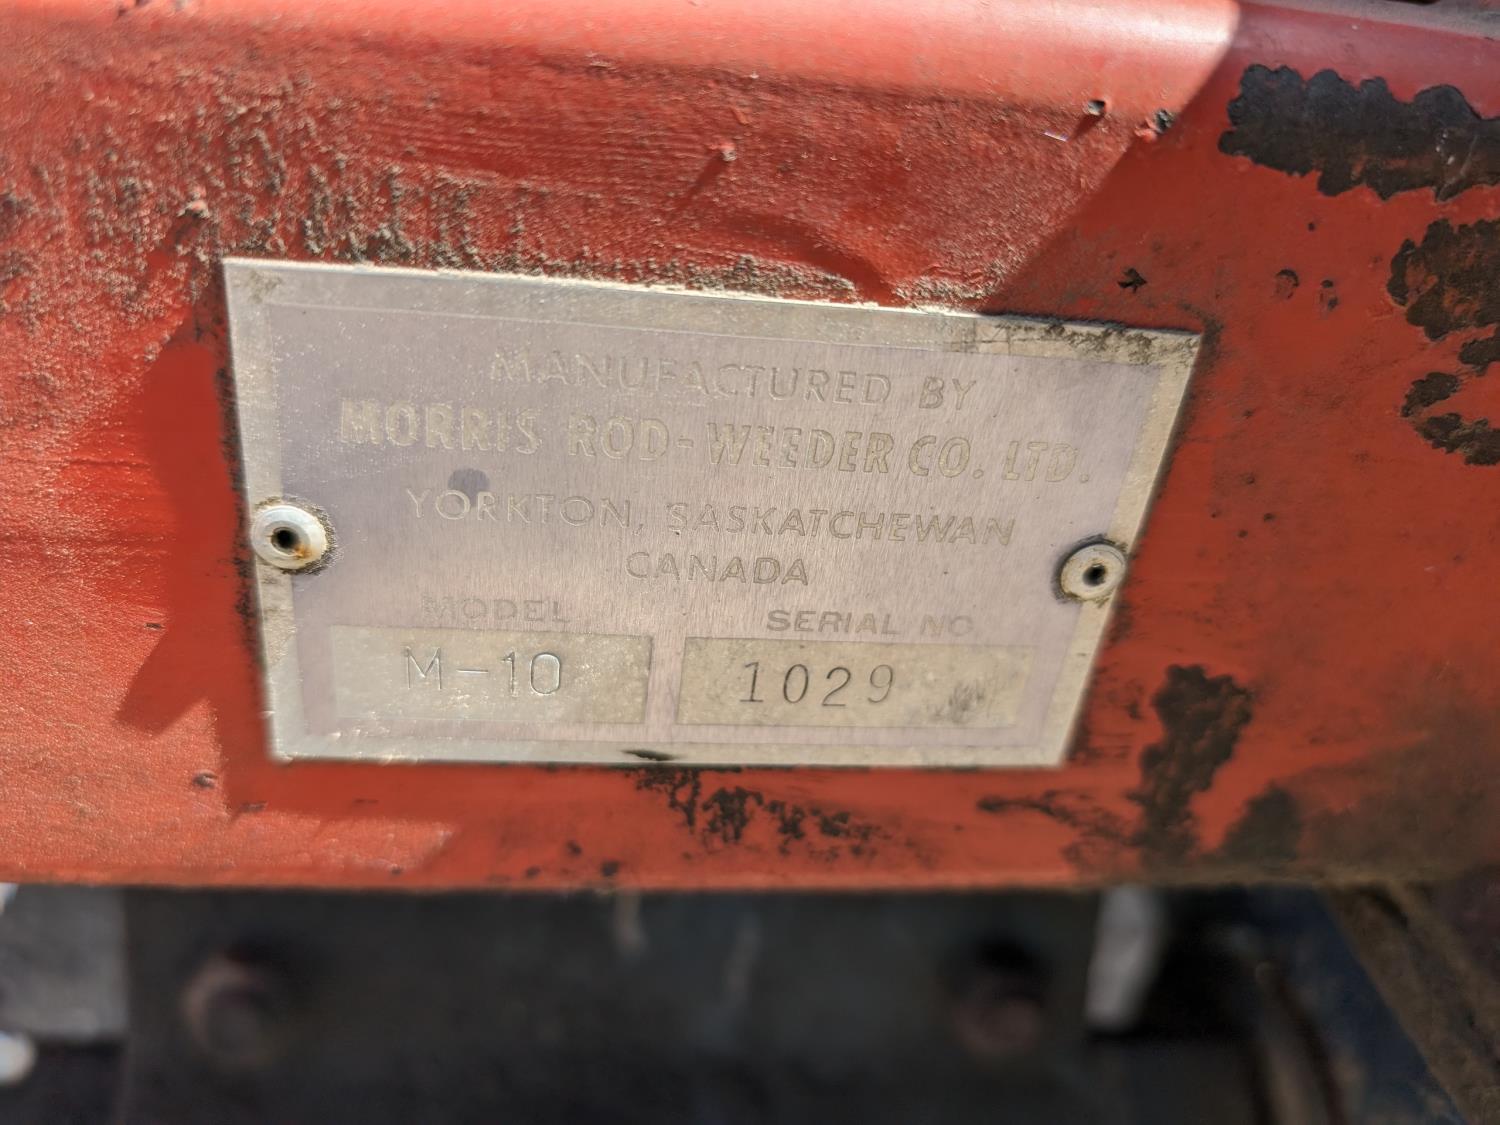 MANUFACTURED BY
MORRIS ROD-WEEDER CO. LTD.
YORKTON, SASKATCHEWAN
CANADA
MODEL SERIAL NO.
M-10 1029